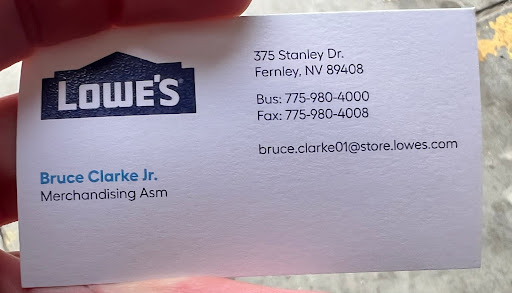 LOWE'S
375 Stanley Dr.
Fernley, NV 89408
Bus: 775-980-4000
Fax: 775-980-4008
bruce.clarke01@store.lowes.com
Bruce Clarke Jr.
Merchandising Asm